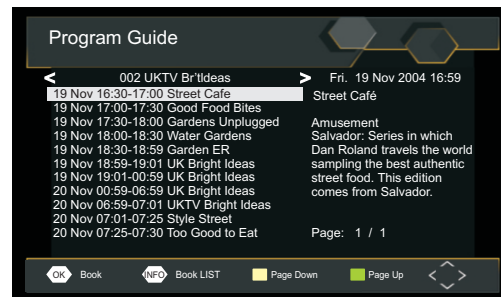 Program Guide
< 002 UKTV Br'tldeas > Fri. 19 Nov 2004 16:59
19 Nov 16:30-17:00 Street Cafe
19 Nov 17:00-17:30 Good Food Bites
19 Nov 17:30-18:00 Gardens Unplugged
19 Nov 18:00-18:30 Water Gardens
19 Nov 18:30-18:59 Garden ER
19 Nov 18:59-19:01 UK Bright Ideas
19 Nov 19:01-00:59 UK Bright Ideas
20 Nov 00:59-06:59 UK Bright Ideas
20 Nov 06:59-07:01 UKTV Bright Ideas
20 Nov 07:01-07:25 Style Street
20 Nov 07:25-07:30 Too Good to Eat
Street Café
Amusement
Salvador: Series in which
Dan Roland travels the world
sampling the best authentic
street food. This edition
comes from Salvador.
Page: 1 / 1
OK Book INFO Book LIST Page Down Page Up